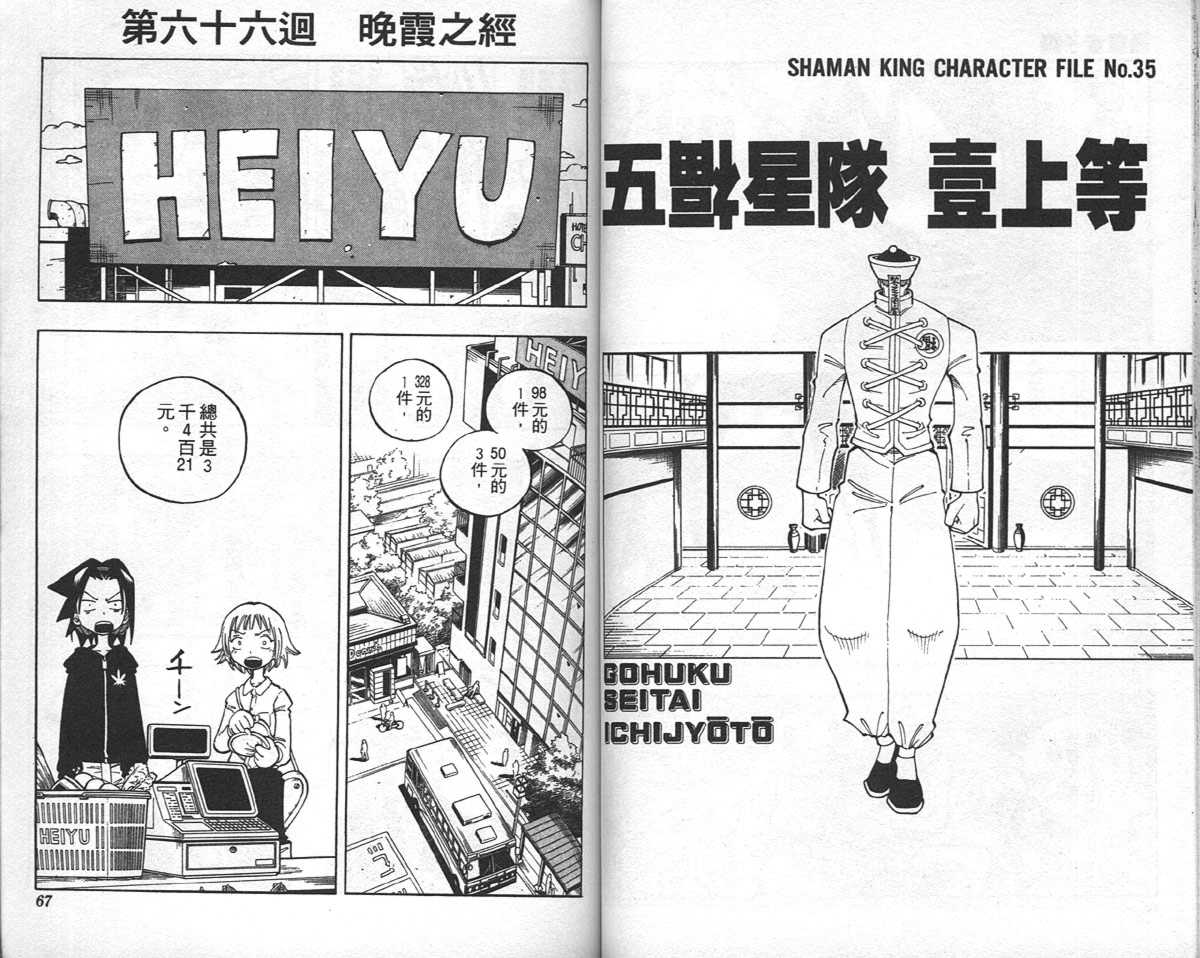 SHAMAN KING CHARACTER FILE No.35
五福星隊 壹上等
GOHUKU
SEITAI
ICHIJYŌTŌ
第六十六迴 晚霞之經
HEIYU
HEIYU
98元的
1件，
328元的
1件，
50元的
3件，
總共是3
千4百21
元。
チーン
HEIYU
67